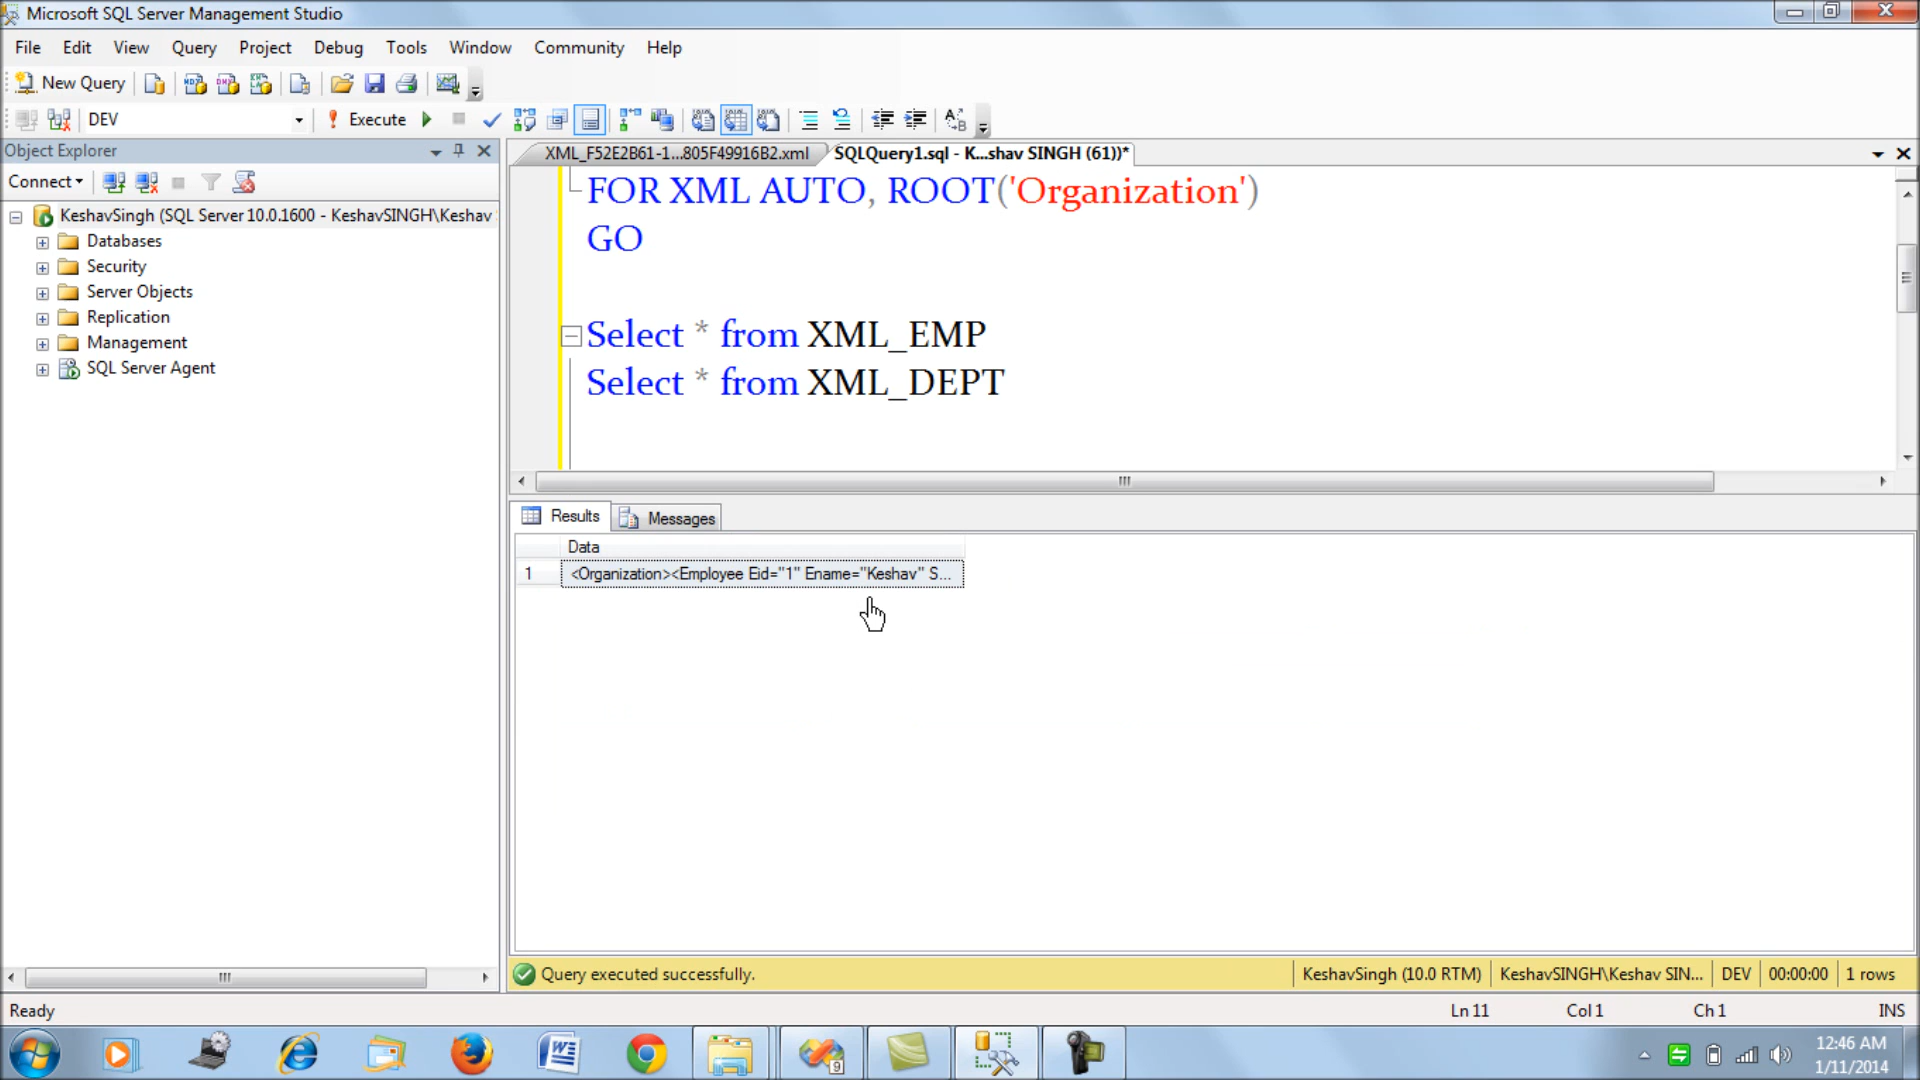 Microsoft SQL Server Management Studio
File Edit View Query Project Debug Tools Window Community Help
New Query
DEV Execute
Object Explorer
Connect
KeshavSingh (SQL Server 10.0.1600 - KeshavSINGH\Keshav
Databases
Security
Server Objects
Replication
Management
SQL Server Agent
XML_F52E2B61-1...805F49916B2.xml SQLQuery1.sql - K...shav SINGH (61))*
FOR XML AUTO, ROOT('Organization')
GO
Select * from XML_EMP
Select * from XML_DEPT
Results Messages
Data
1 <Organization><Employee Eid="1" Ename="Keshav" S...
Query executed successfully. KeshavSingh (10.0 RTM) KeshavSINGH\Keshav SIN... DEV 00:00:00 1 rows
Ready Ln 11 Col 1 Ch 1 INS
9
12:46 AM
1/11/2014